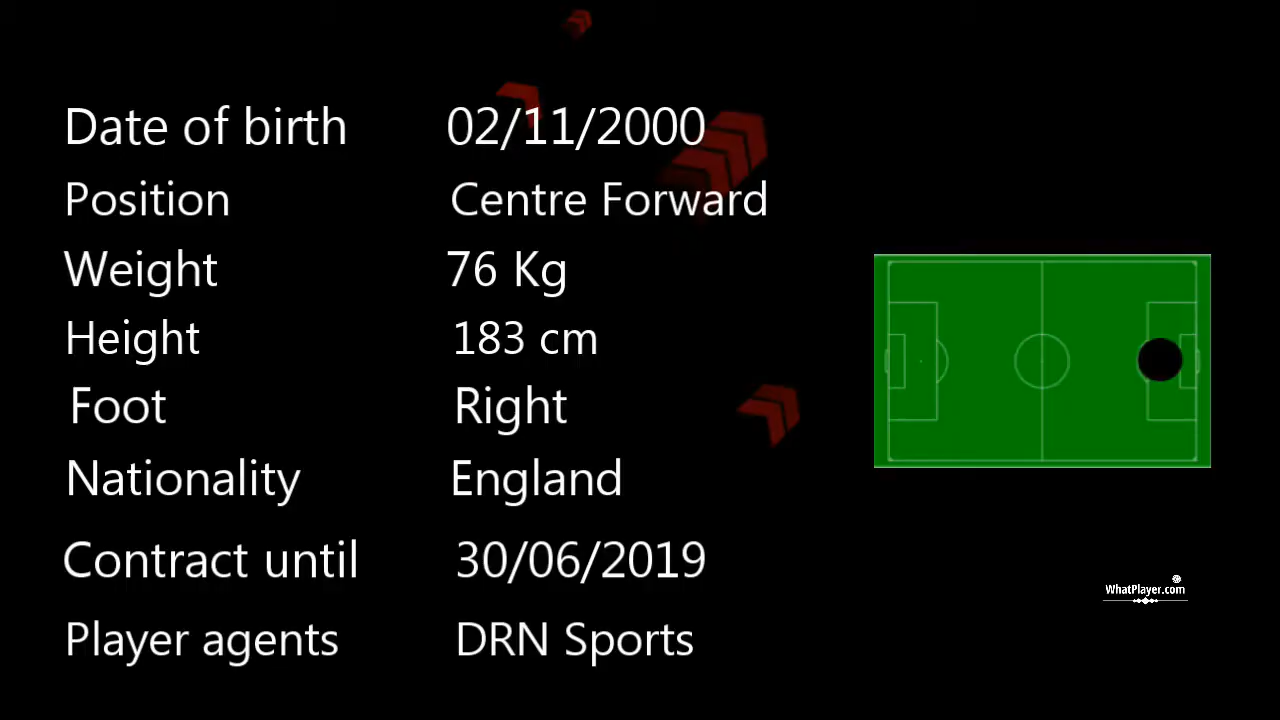 Date of birth 02/11/2000
Position Centre Forward
Weight 76 Kg
Height 183 cm
Foot Right
Nationality England
Contract until 30/06/2019
WhatPlayer.com
Player agents DRN Sports